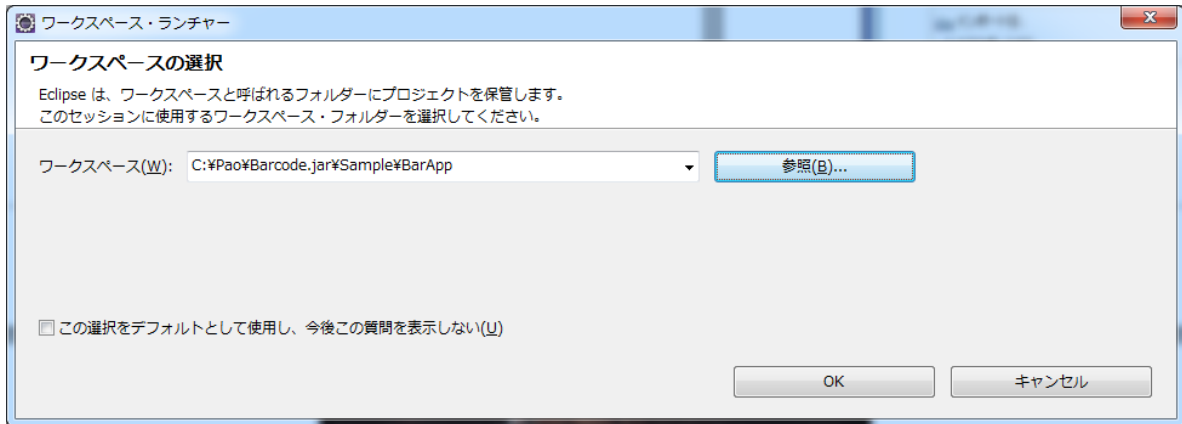 ワークスペース・ランチャー
ワークスペースの選択
Eclipse は、ワークスペースと呼ばれるフォルダーにプロジェクトを保管します。
このセッションに使用するワークスペース・フォルダーを選択してください。
ワークスペース(W): C:¥Pao¥Barcode.jar¥Sample¥BarApp 参照(B)...
この選択をデフォルトとして使用し、今後この質問を表示しない(U)
OK キャンセル